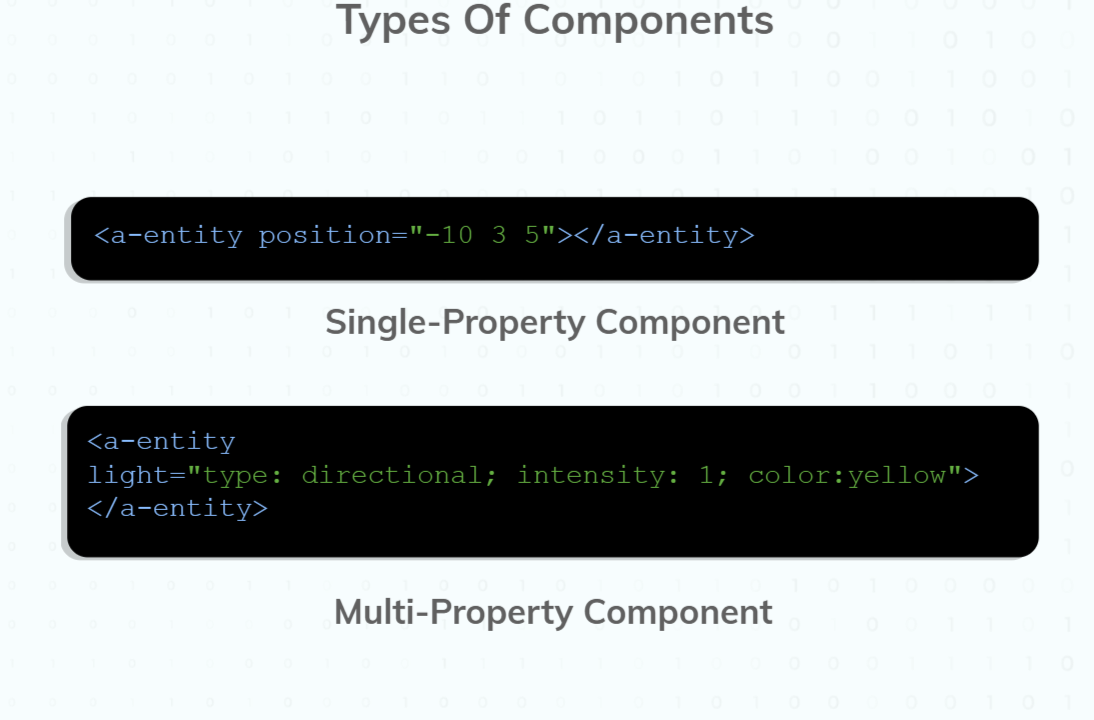 Types Of Components
<a-entity position="-10 3 5"></a-entity>
Single-Property Component
<a-entity
light="type: directional; intensity: 1; color:yellow">
</a-entity>
Multi-Property Component